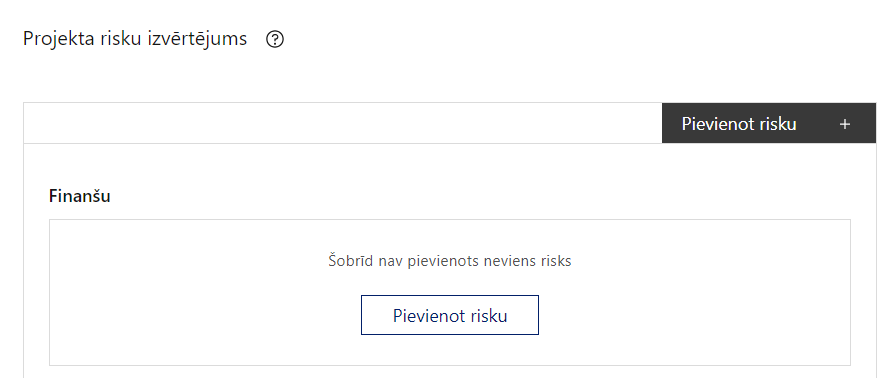 Projekta risku izvērtējums ?
Pievienot risku +
Finanšu
Šobrīd nav pievienots neviens risks
Pievienot risku